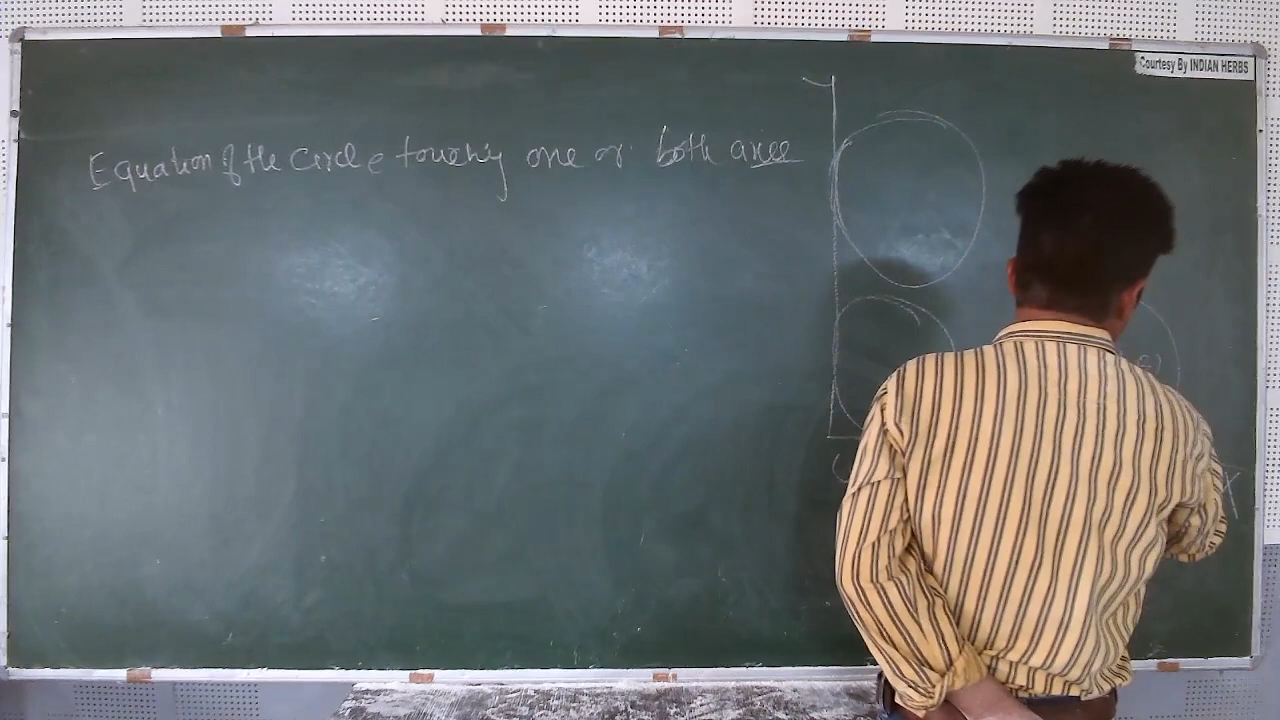 Courtesy By INDIAN HERBS
Equation of the Circle touching one or both axes
X